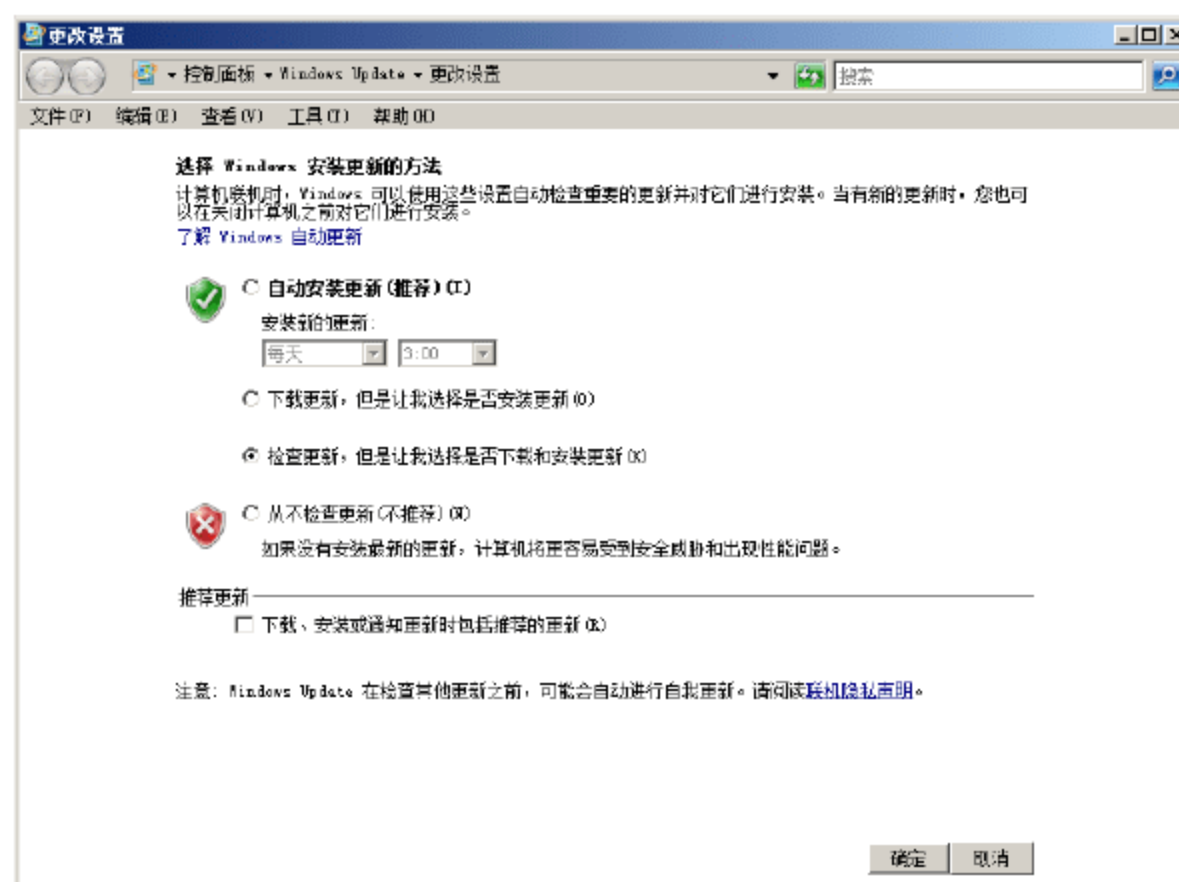 更改设置
控制面板 Windows Update 更改设置
搜索
文件(F) 编辑(E) 查看(V) 工具(T) 帮助(H)
选择 Windows 安装更新的方法
计算机联机时，Windows 可以使用这些设置自动检查重要的更新并对它们进行安装。当有新的更新时，您也可
以在关闭计算机之前对它们进行安装。
了解 Windows 自动更新
自动安装更新(推荐)(I)
安装新的更新:
每天 3:00
下载更新，但是让我选择是否安装更新(O)
检查更新，但是让我选择是否下载和安装更新(X)
从不检查更新(不推荐)(N)
如果没有安装最新的更新，计算机将更容易受到安全威胁和出现性能问题。
推荐更新
下载、安装或通知更新时包括推荐的更新(R)
注意: Windows Update 在检查其他更新之前，可能会自动进行自我更新。请阅读联机隐私声明。
确定 取消